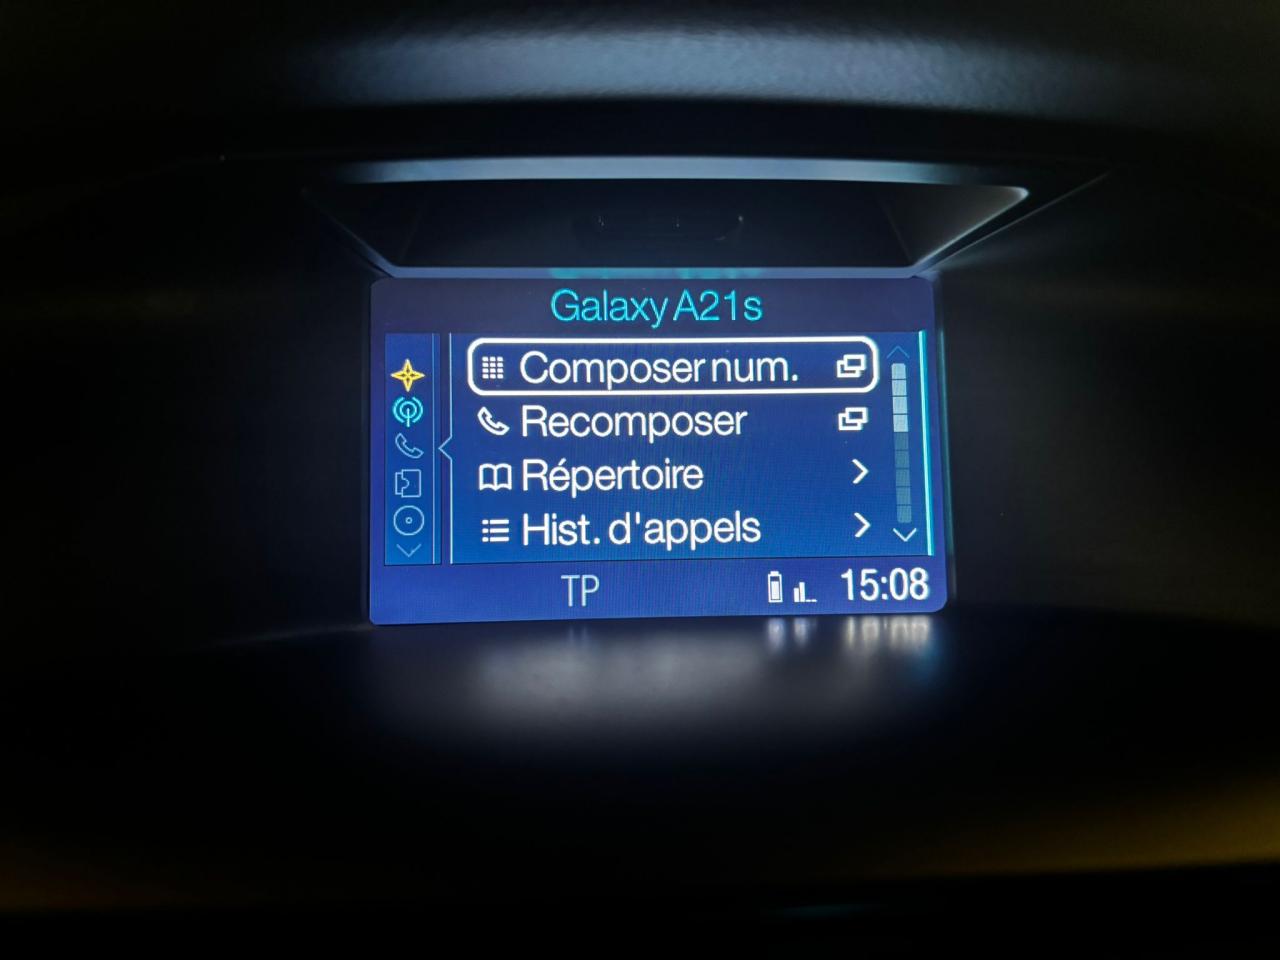 Galaxy A21s
Composer num.
Recomposer
Répertoire
Hist. d'appels
TP 15:08